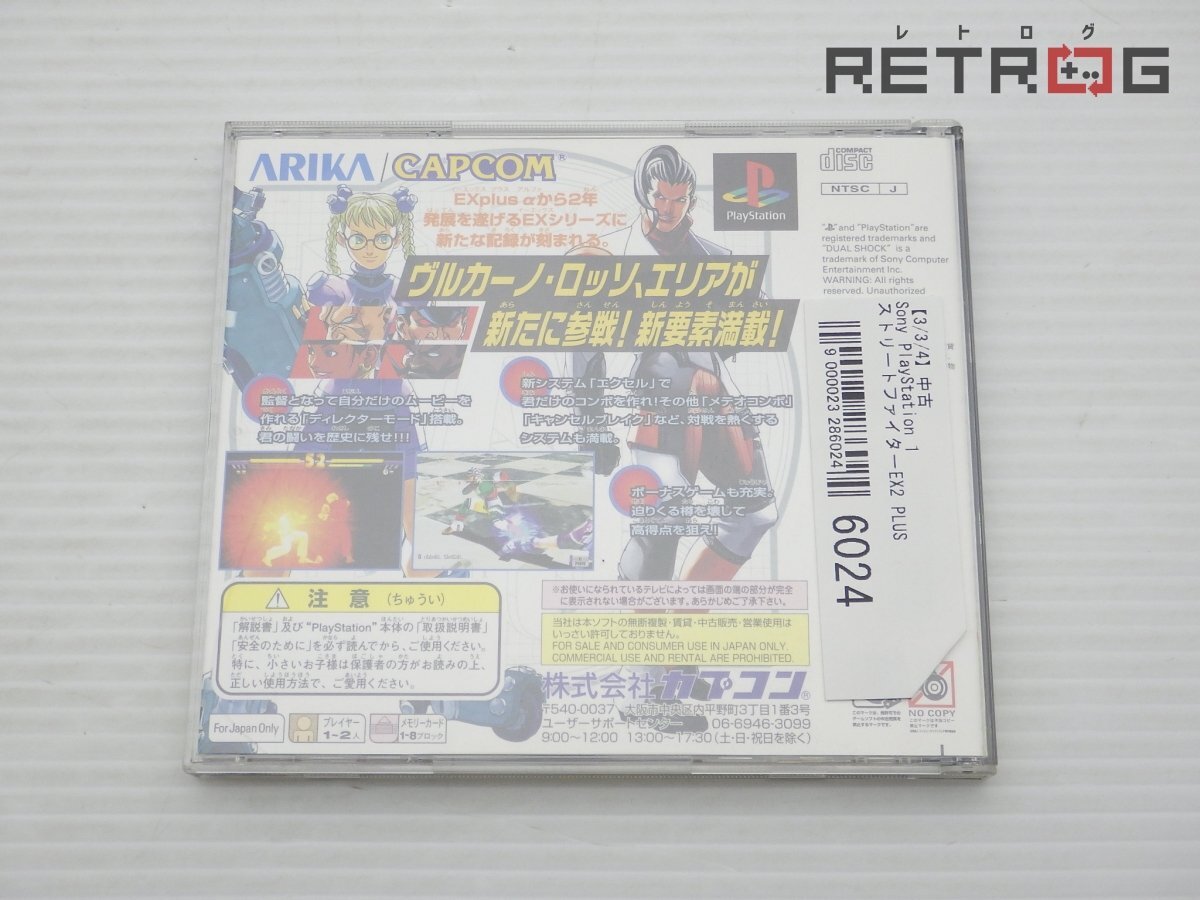 レトログ
RETROG
ARIKA / CAPCOM®
EXplus αから2年
発展を遂げるEXシリーズに
新たな記録が刻まれる。
ヴルカーノ・ロッソ、エリアが
新たに参戦! 新要素満載!
監督となって自分だけのムービーを
作れる「ディレクターモード」搭載。
君の闘いを歴史に残せ!!!
新システム「エクセル」で
君だけのコンボを作れ!その他「メテオコンボ」
「キャンセルブレイク」など、対戦を熱くする
システムも満載。
ボーナスゲームも充実。
迫りくる樽を壊して
高得点を狙え!
52
PlayStation
COMPACT
disc
NTSC J
"PlayStation" are
registered trademarks and
"DUAL SHOCK" is a
trademark of Sony Computer
Entertainment Inc.
WARNING: All rights
reserved. Unauthorized
【3/3/4】中古
Sony PlayStation 1
ストリートファイターEX2 PLUS
9 000023 286024
6024
注意(ちゅうい)
「解説書」及び"PlayStation"本体の「取扱説明書」
「安全のために」を必ず読んでから、ご使用ください。
特に、小さいお子様は保護者の方がお読みの上、
正しい使用方法で、ご愛用ください。
※お使いになられているテレビによっては画面の端の部分が完全
に表示されない場合がございます。あらかじめご了承下さい。
当社は本ソフトの無断複製・賃貸・中古販売・営業使用は
いっさい許可しておりません。
FOR SALE AND CONSUMER USE IN JAPAN ONLY.
COMMERCIAL USE AND RENTAL ARE PROHIBITED.
株式会社カプコン®
〒540-0037 大阪市中央区内平野町3丁目1番3号
ユーザーサポートセンター 06-6946-3099
9:00~12:00 13:00~17:30(土・日・祝日を除く)
For Japan Only
プレイヤー
1~2人
メモリーカード
1・8ブロック
NO COPY